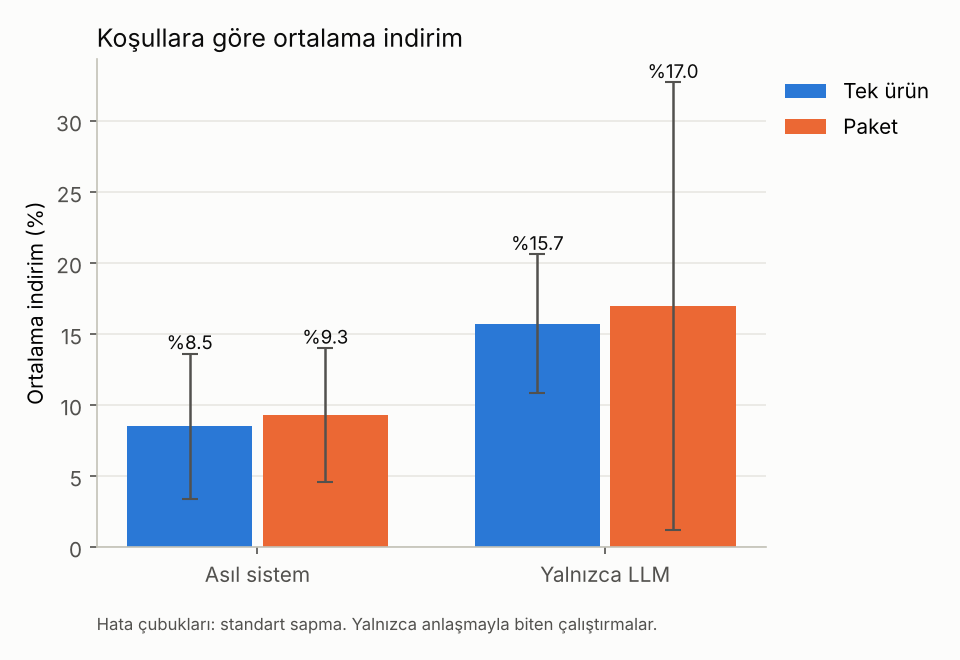 Koşullara göre ortalama indirim
%17.0
Tek ürün
Paket
30
25
%15.7
20
%8.5
%9.3
15
10
5
0
Ortalama indirim (%)
Asıl sistem
Yalnızca LLM
Hata çubukları: standart sapma. Yalnızca anlaşmayla biten çalıştırmalar.